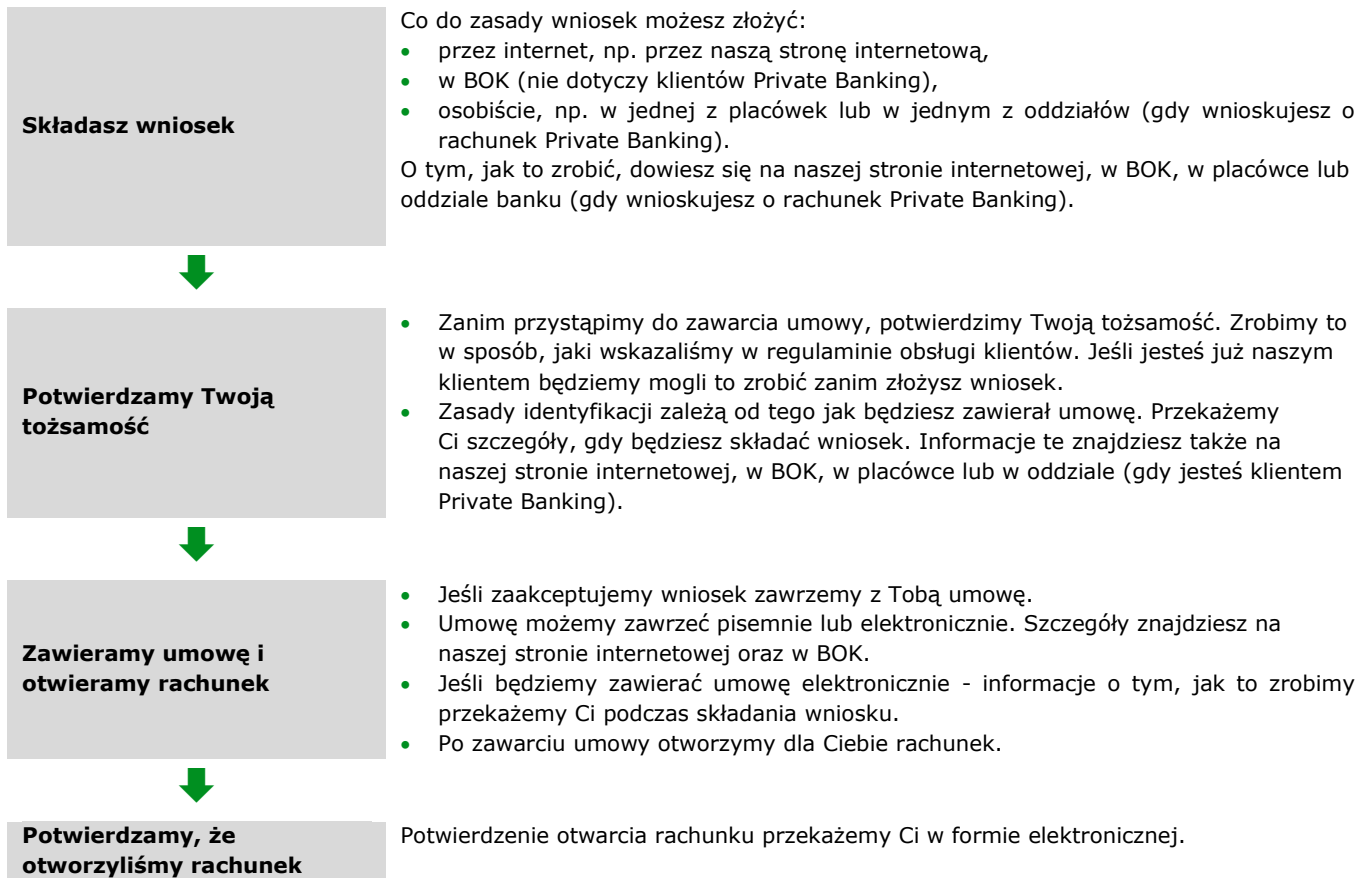 Składasz wniosek
Co do zasady wniosek możesz złożyć:
• przez internet, np. przez naszą stronę internetową,
• w BOK (nie dotyczy klientów Private Banking),
• osobiście, np. w jednej z placówek lub w jednym z oddziałów (gdy wnioskujesz o
rachunek Private Banking).
O tym, jak to zrobić, dowiesz się na naszej stronie internetowej, w BOK, w placówce lub
oddziale banku (gdy wnioskujesz o rachunek Private Banking).
Potwierdzamy Twoją
tożsamość
• Zanim przystąpimy do zawarcia umowy, potwierdzimy Twoją tożsamość. Zrobimy to
w sposób, jaki wskazaliśmy w regulaminie obsługi klientów. Jeśli jesteś już naszym
klientem będziemy mogli to zrobić zanim złożysz wniosek.
• Zasady identyfikacji zależą od tego jak będziesz zawierał umowę. Przekażemy
Ci szczegóły, gdy będziesz składać wniosek. Informacje te znajdziesz także na
naszej stronie internetowej, w BOK, w placówce lub w oddziale (gdy jesteś klientem
Private Banking).
Zawieramy umowę i
otwieramy rachunek
• Jeśli zaakceptujemy wniosek zawrzemy z Tobą umowę.
• Umowę możemy zawrzeć pisemnie lub elektronicznie. Szczegóły znajdziesz na
naszej stronie internetowej oraz w BOK.
• Jeśli będziemy zawierać umowę elektronicznie - informacje o tym, jak to zrobimy
przekażemy Ci podczas składania wniosku.
• Po zawarciu umowy otworzymy dla Ciebie rachunek.
Potwierdzamy, że
otworzyliśmy rachunek
Potwierdzenie otwarcia rachunku przekażemy Ci w formie elektronicznej.